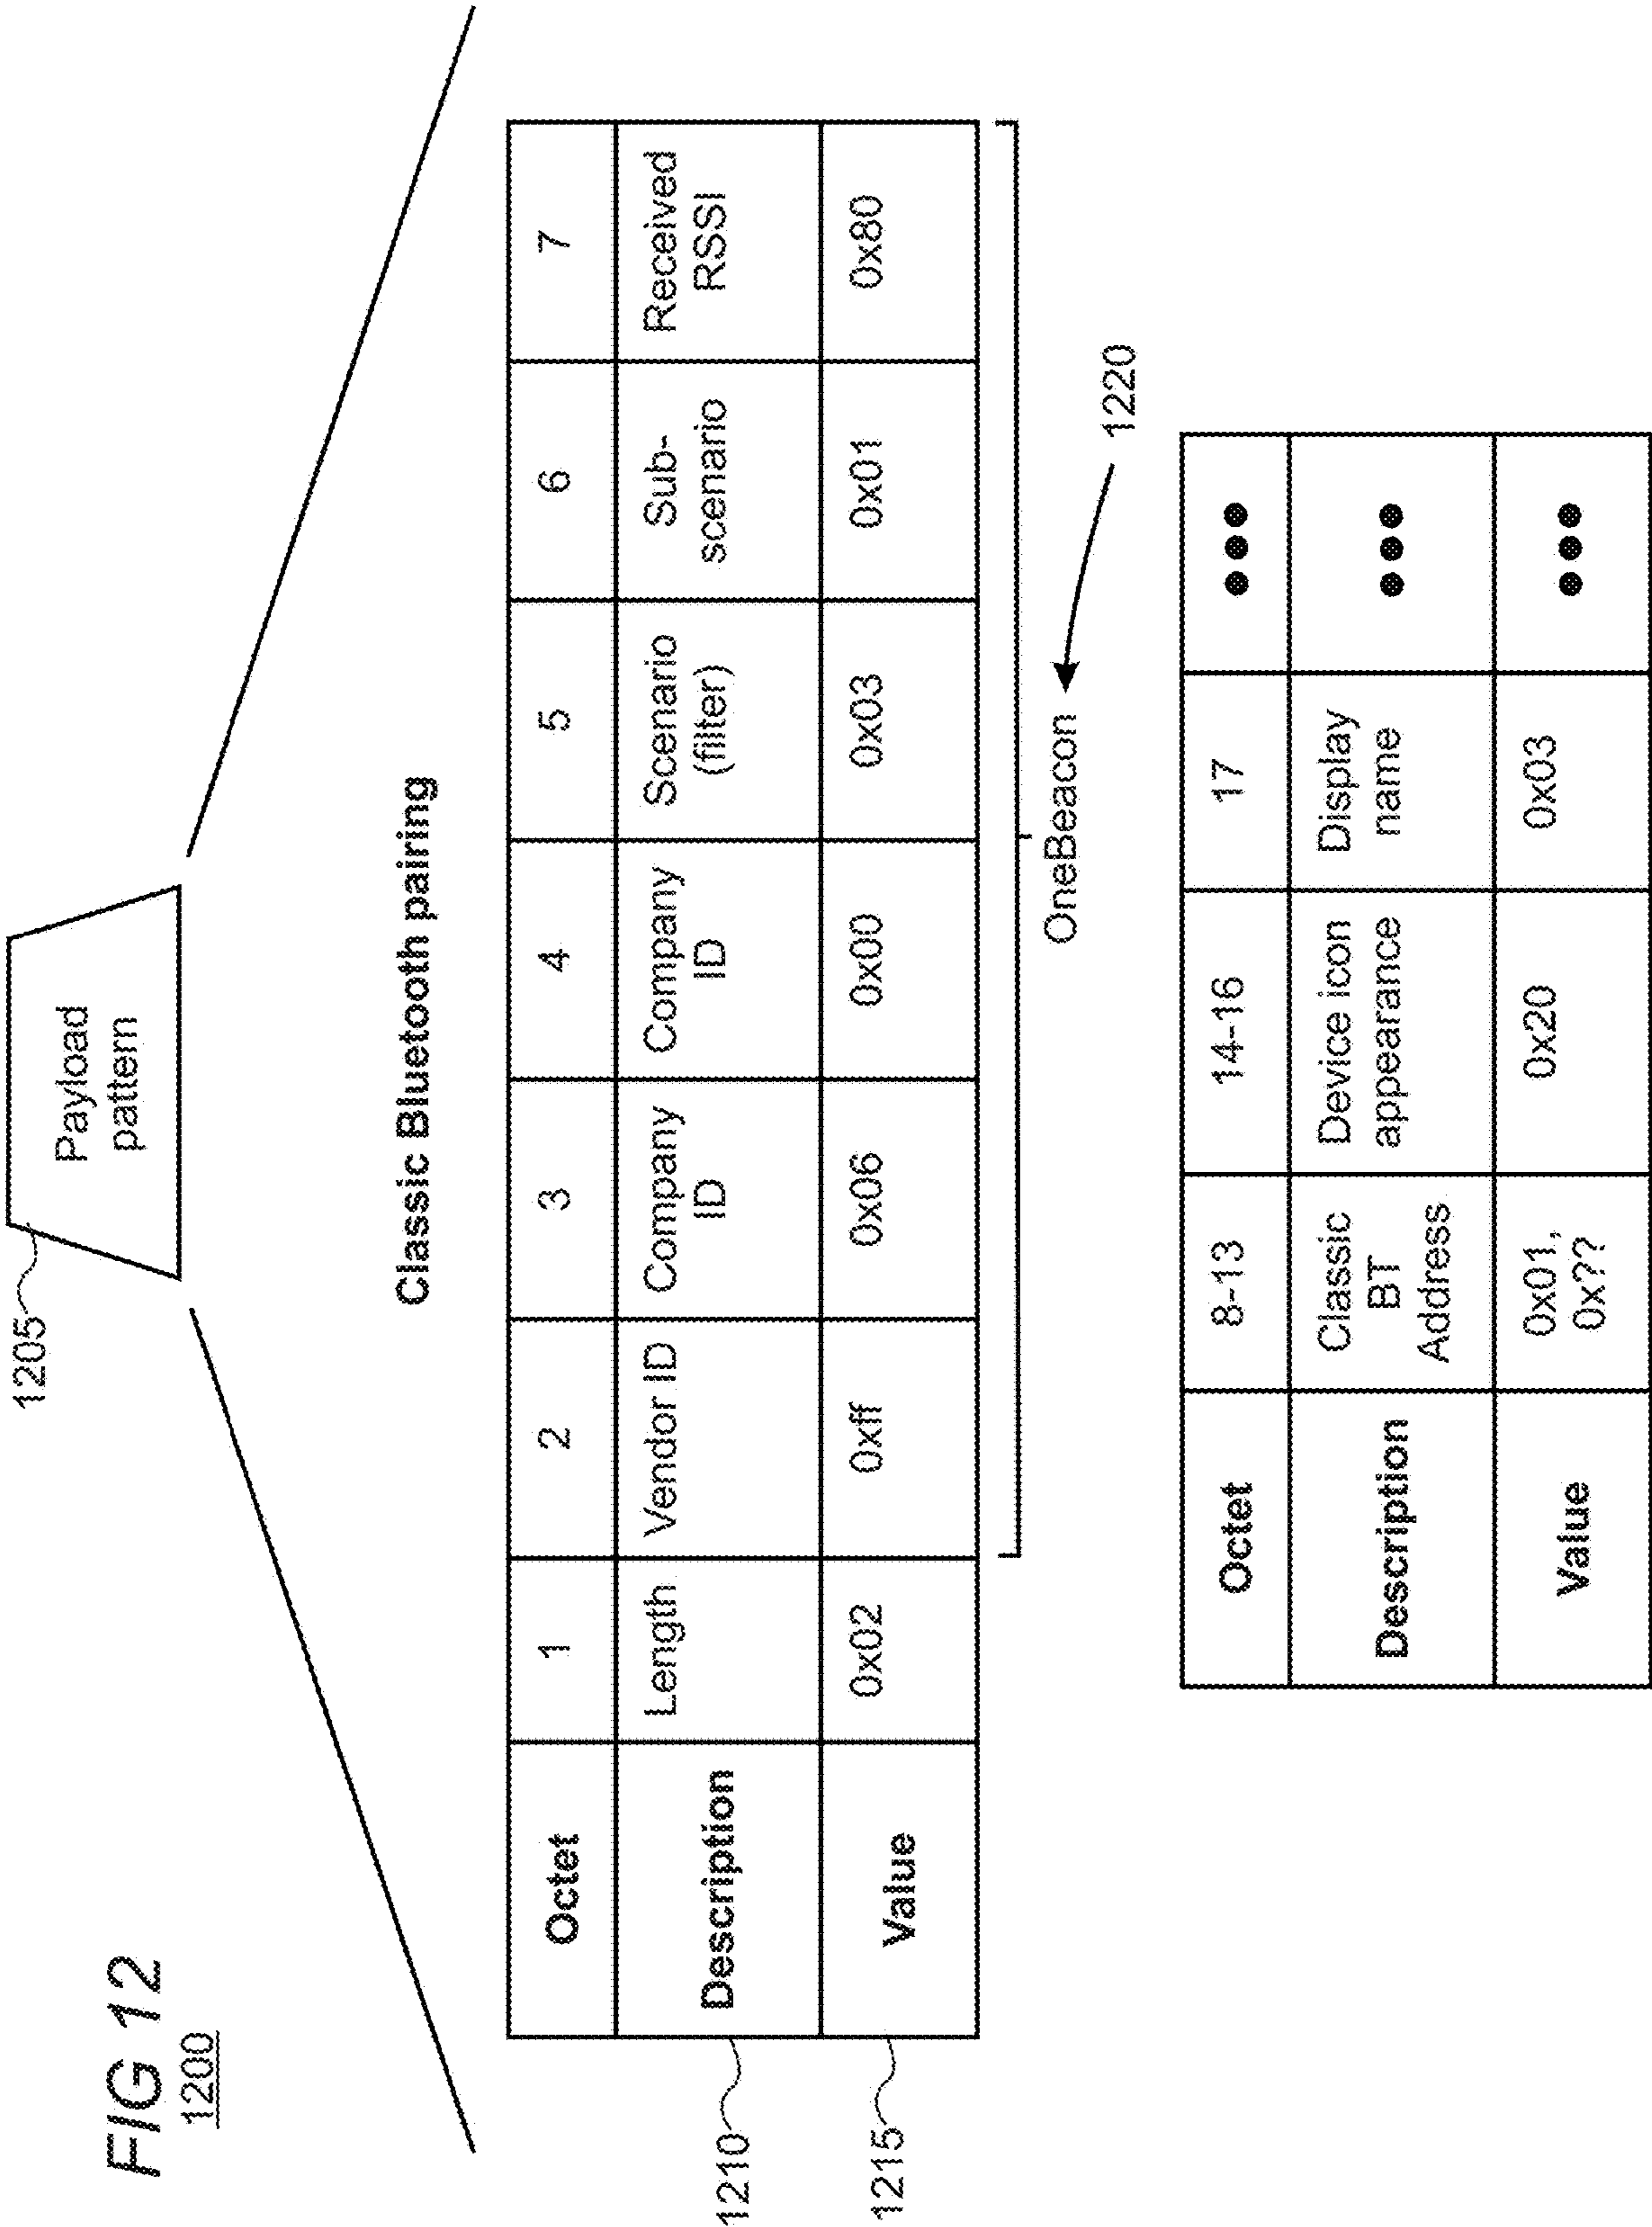 FIG 12
1200
1205
Payload
pattern
Classic Bluetooth pairing
Octet 1 2 3 4 5 6 7
1210
Description Length Vendor ID Company ID Company ID Scenario (filter) Sub-scenario Received RSSI
1215
Value 0x02 0xff 0x06 0x00 0x03 0x01 0x80
OneBeacon 1220
Octet 8-13 14-16 17 •••
Description Classic BT Address Device icon appearance Display name •••
Value 0x01, 0x?? 0x20 0x03 •••